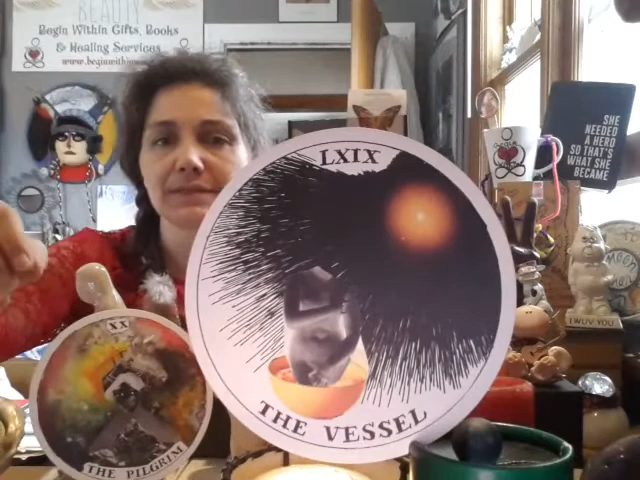 Begin Within Gifts, Books
& Healing Services
LXIX
THE VESSEL
XX
THE PILGRIM
SHE
NEEDED
A HERO
SO THAT'S
WHAT SHE
BECAME
I WUV YOU